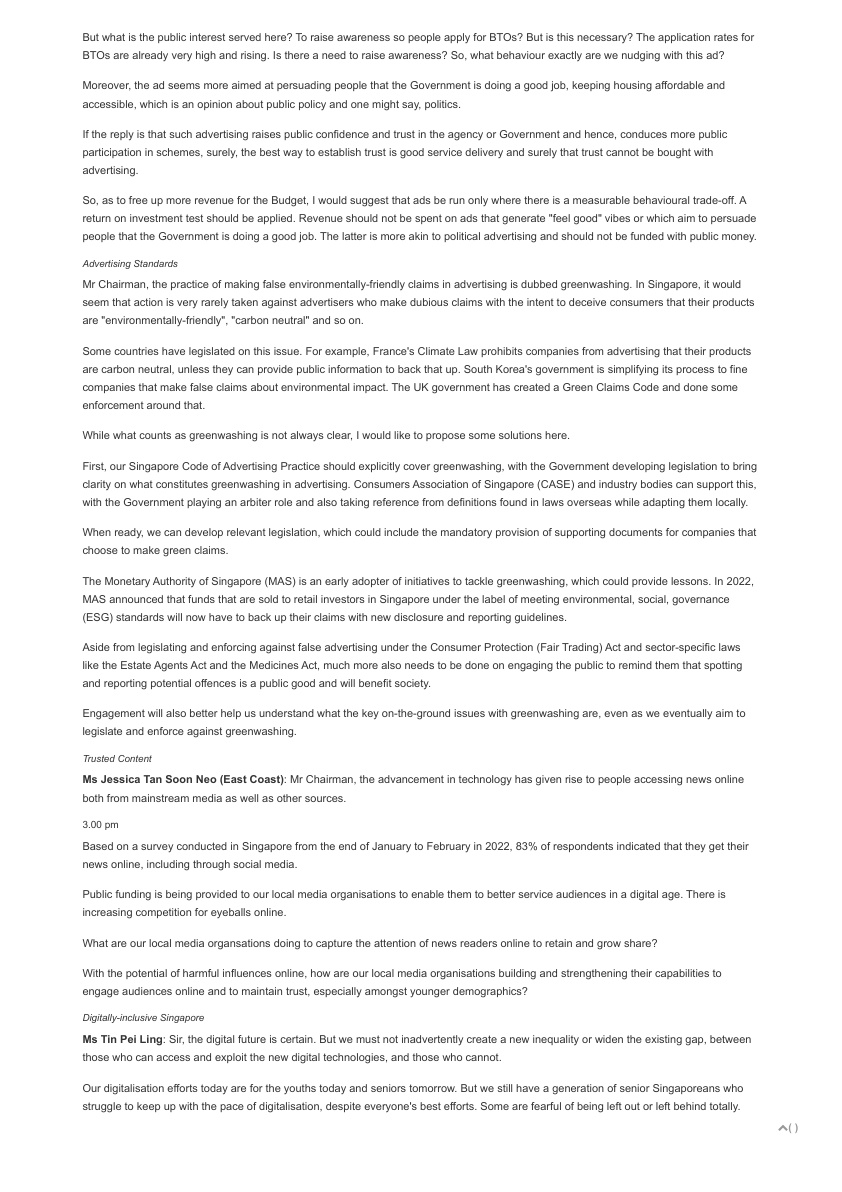 But what is the public interest served here? To raise awareness so people apply for BTOs? But is this necessary? The application rates for
BTOs are already very high and rising. Is there a need to raise awareness? So, what behaviour exactly are we nudging with this ad?
Moreover, the ad seems more aimed at persuading people that the Government is doing a good job, keeping housing affordable and
accessible, which is an opinion about public policy and one might say, politics.
If the reply is that such advertising raises public confidence and trust in the agency or Government and hence, conduces more public
participation in schemes, surely, the best way to establish trust is good service delivery and surely that trust cannot be bought with
advertising.
So, as to free up more revenue for the Budget, I would suggest that ads be run only where there is a measurable behavioural trade-off. A
return on investment test should be applied. Revenue should not be spent on ads that generate "feel good" vibes or which aim to persuade
people that the Government is doing a good job. The latter is more akin to political advertising and should not be funded with public money.
Advertising Standards
Mr Chairman, the practice of making false environmentally-friendly claims in advertising is dubbed greenwashing. In Singapore, it would
seem that action is very rarely taken against advertisers who make dubious claims with the intent to deceive consumers that their products
are "environmentally-friendly", "carbon neutral" and so on.
Some countries have legislated on this issue. For example, France's Climate Law prohibits companies from advertising that their products
are carbon neutral, unless they can provide public information to back that up. South Korea's government is simplifying its process to fine
companies that make false claims about environmental impact. The UK government has created a Green Claims Code and done some
enforcement around that.
While what counts as greenwashing is not always clear, I would like to propose some solutions here.
First, our Singapore Code of Advertising Practice should explicitly cover greenwashing, with the Government developing legislation to bring
clarity on what constitutes greenwashing in advertising. Consumers Association of Singapore (CASE) and industry bodies can support this,
with the Government playing an arbiter role and also taking reference from definitions found in laws overseas while adapting them locally.
When ready, we can develop relevant legislation, which could include the mandatory provision of supporting documents for companies that
choose to make green claims.
The Monetary Authority of Singapore (MAS) is an early adopter of initiatives to tackle greenwashing, which could provide lessons. In 2022,
MAS announced that funds that are sold to retail investors in Singapore under the label of meeting environmental, social, governance
(ESG) standards will now have to back up their claims with new disclosure and reporting guidelines.
Aside from legislating and enforcing against false advertising under the Consumer Protection (Fair Trading) Act and sector-specific laws
like the Estate Agents Act and the Medicines Act, much more also needs to be done on engaging the public to remind them that spotting
and reporting potential offences is a public good and will benefit society.
Engagement will also better help us understand what the key on-the-ground issues with greenwashing are, even as we eventually aim to
legislate and enforce against greenwashing.
Trusted Content
Ms Jessica Tan Soon Neo (East Coast): Mr Chairman, the advancement in technology has given rise to people accessing news online
both from mainstream media as well as other sources.
3.00 pm
Based on a survey conducted in Singapore from the end of January to February in 2022, 83% of respondents indicated that they get their
news online, including through social media.
Public funding is being provided to our local media organisations to enable them to better service audiences in a digital age. There is
increasing competition for eyeballs online.
What are our local media organsations doing to capture the attention of news readers online to retain and grow share?
With the potential of harmful influences online, how are our local media organisations building and strengthening their capabilities to
engage audiences online and to maintain trust, especially amongst younger demographics?
Digitally-inclusive Singapore
Ms Tin Pei Ling: Sir, the digital future is certain. But we must not inadvertently create a new inequality or widen the existing gap, between
those who can access and exploit the new digital technologies, and those who cannot.
Our digitalisation efforts today are for the youths today and seniors tomorrow. But we still have a generation of senior Singaporeans who
struggle to keep up with the pace of digitalisation, despite everyone's best efforts. Some are fearful of being left out or left behind totally.
( )